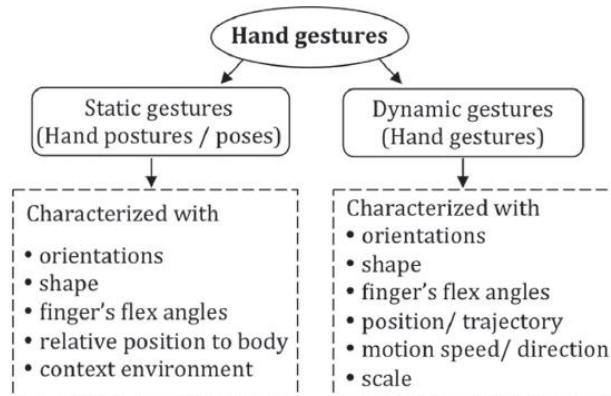 Hand gestures
Static gestures
(Hand postures / poses)
Dynamic gestures
(Hand gestures)
Characterized with
• orientations
• shape
• finger's flex angles
• relative position to body
• context environment
Characterized with
• orientations
• shape
• finger's flex angles
• position/ trajectory
• motion speed/ direction
• scale